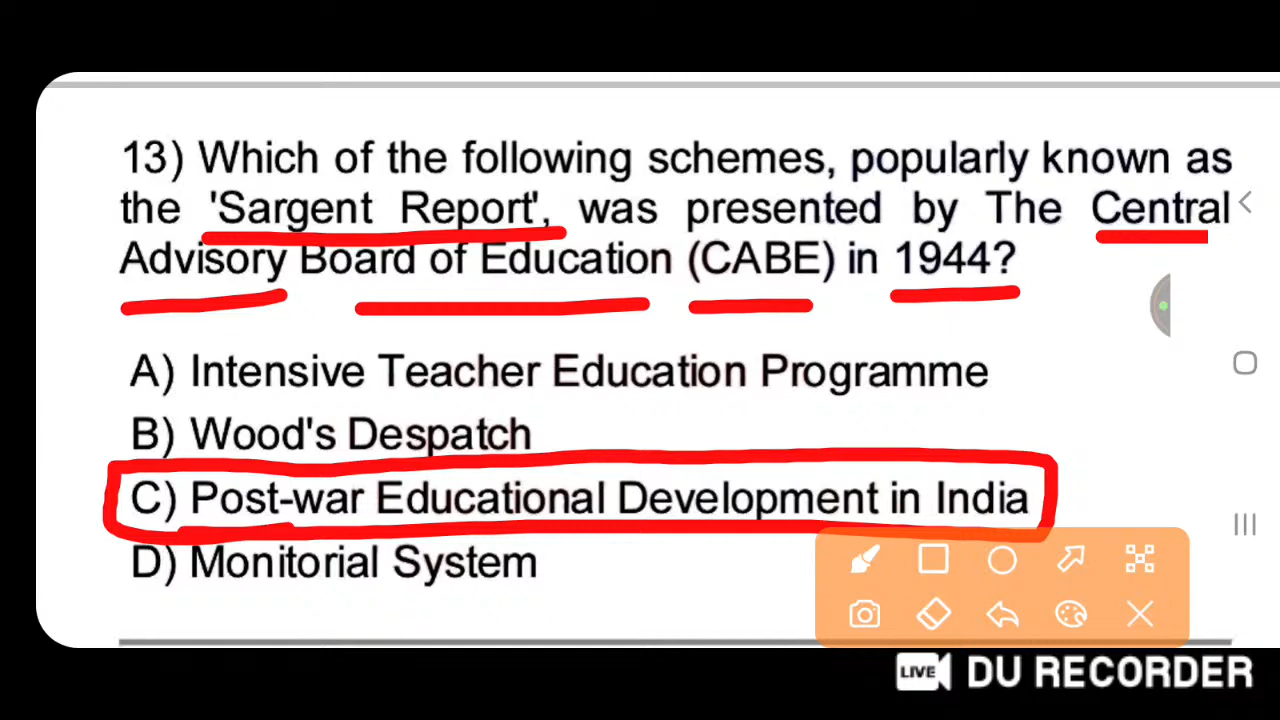 13) Which of the following schemes, popularly known as
the 'Sargent Report', was presented by The Central
Advisory Board of Education (CABE) in 1944?
A) Intensive Teacher Education Programme
B) Wood's Despatch
C) Post-war Educational Development in India
D) Monitorial System
LIVE DU RECORDER